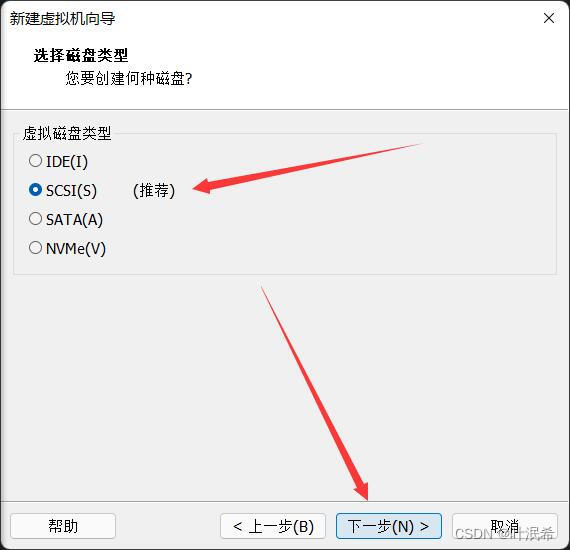 新建虚拟机向导
选择磁盘类型
您要创建何种磁盘?
虚拟磁盘类型
IDE(I)
SCSI(S) (推荐)
SATA(A)
NVMe(V)
帮助 < 上一步(B) 下一步(N) > 取消
CSDN @叶泯希